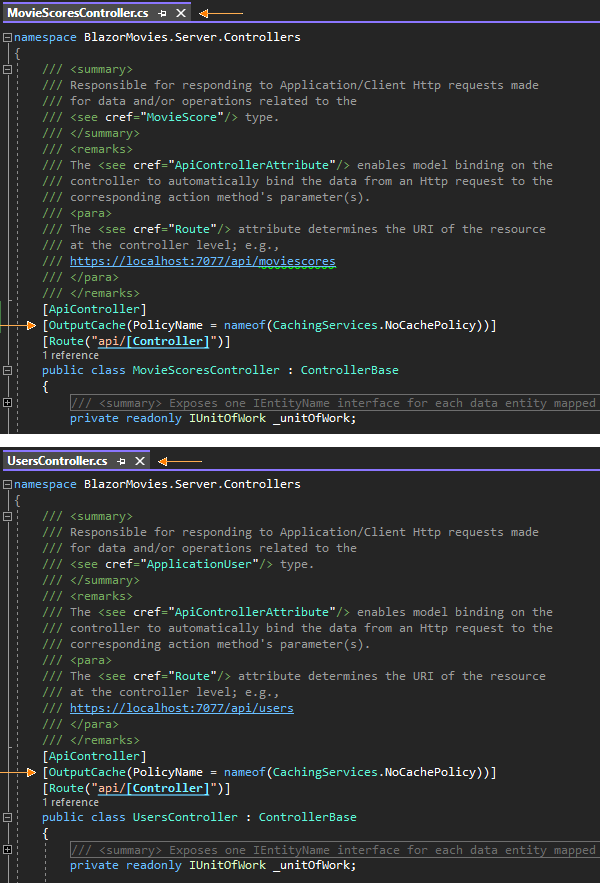 MovieScoresController.cs
namespace BlazorMovies.Server.Controllers
{
/// <summary>
/// Responsible for responding to Application/Client Http requests made
/// for data and/or operations related to the
/// <see cref="MovieScore"/> type.
/// </summary>
/// <remarks>
/// The <see cref="ApiControllerAttribute"/> enables model binding on the
/// controller to automatically bind the data from an Http request to the
/// corresponding action method's parameter(s).
/// <para>
/// The <see cref="Route"/> attribute determines the URI of the resource
/// at the controller level; e.g.,
/// https://localhost:7077/api/moviescores
/// </para>
/// </remarks>
[ApiController]
[OutputCache(PolicyName = nameof(CachingServices.NoCachePolicy))]
[Route("api/[Controller]")]
1 reference
public class MovieScoresController : ControllerBase
{
/// <summary> Exposes one IEntityName interface for each data entity mapped
private readonly IUnitOfWork _unitOfWork;
UsersController.cs
namespace BlazorMovies.Server.Controllers
{
/// <summary>
/// Responsible for responding to Application/Client Http requests made
/// for data and/or operations related to the
/// <see cref="ApplicationUser"/> type.
/// </summary>
/// <remarks>
/// The <see cref="ApiControllerAttribute"/> enables model binding on the
/// controller to automatically bind the data from an Http request to the
/// corresponding action method's parameter(s).
/// <para>
/// The <see cref="Route"/> attribute determines the URI of the resource
/// at the controller level; e.g.,
/// https://localhost:7077/api/users
/// </para>
/// </remarks>
[ApiController]
[OutputCache(PolicyName = nameof(CachingServices.NoCachePolicy))]
[Route("api/[Controller]")]
1 reference
public class UsersController : ControllerBase
{
/// <summary> Exposes one IEntityName interface for each data entity mapped
private readonly IUnitOfWork _unitOfWork;